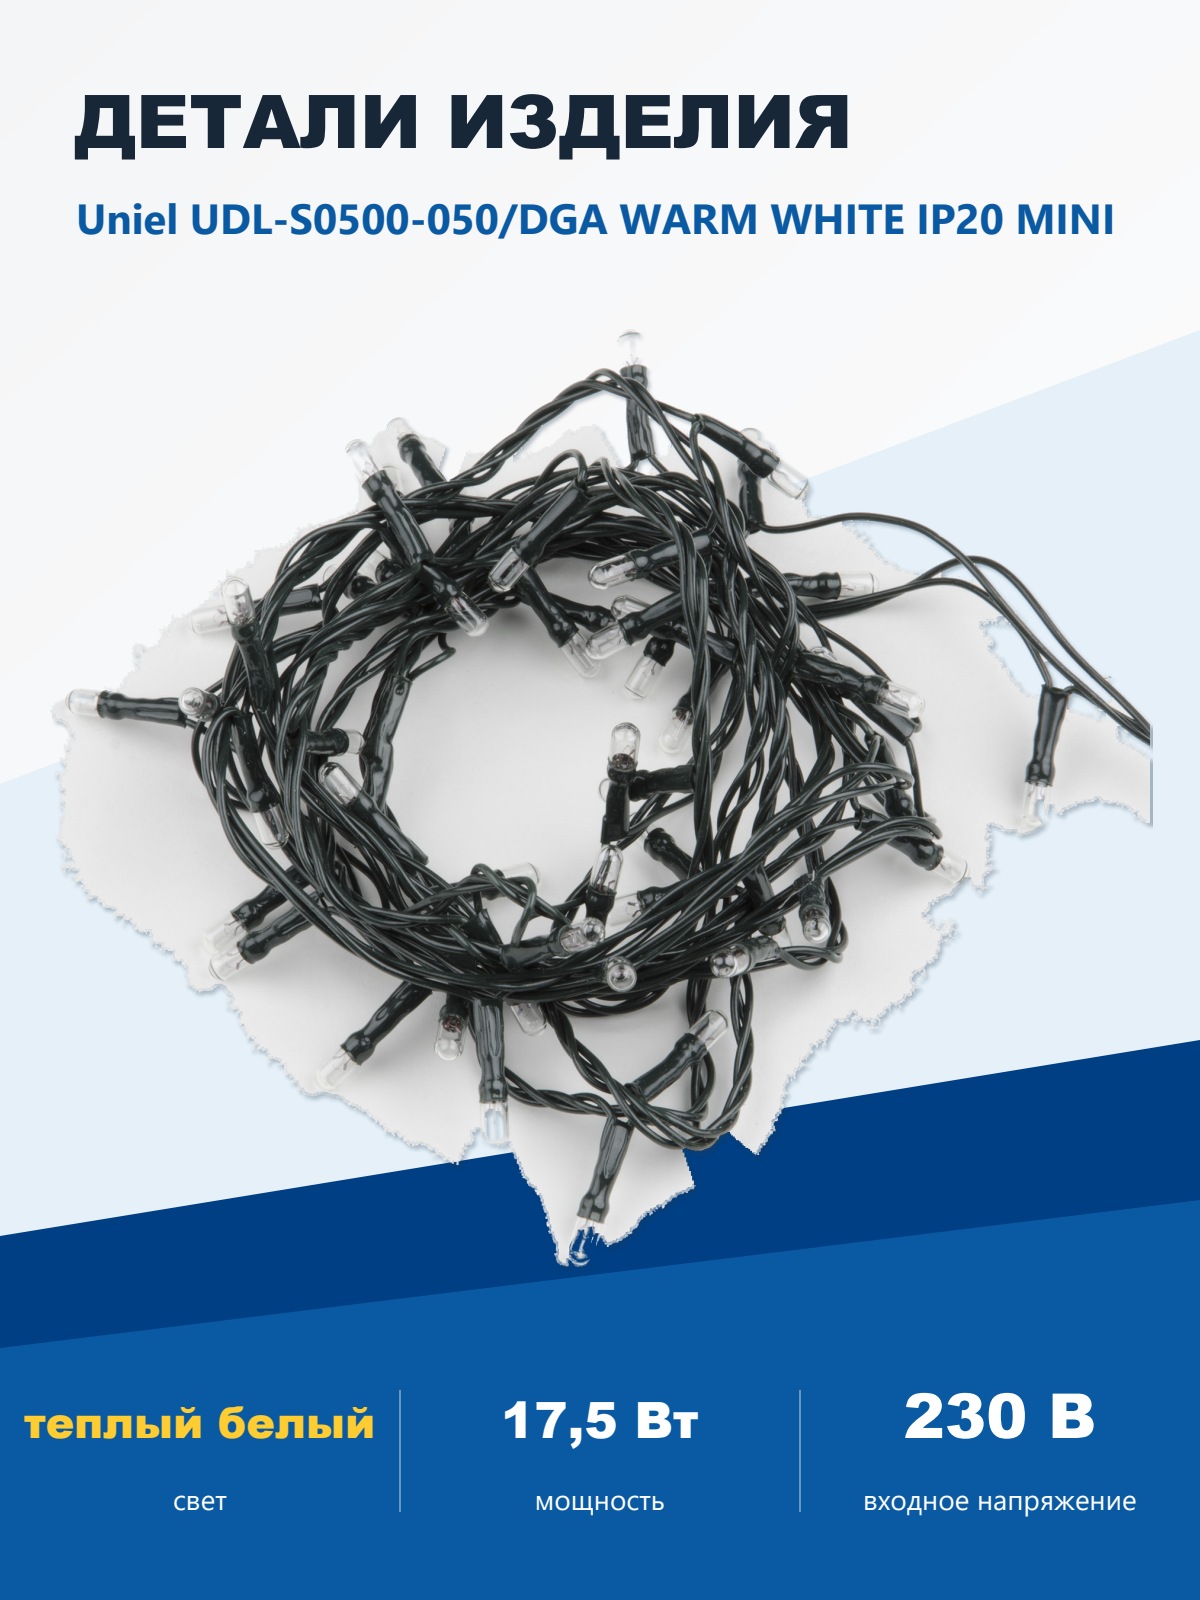 ДЕТАЛИ ИЗДЕЛИЯ
Uniel UDL-S0500-050/DGA WARM WHITE IP20 MINI
теплый белый
свет
17,5 Вт
мощность
230 В
входное напряжение